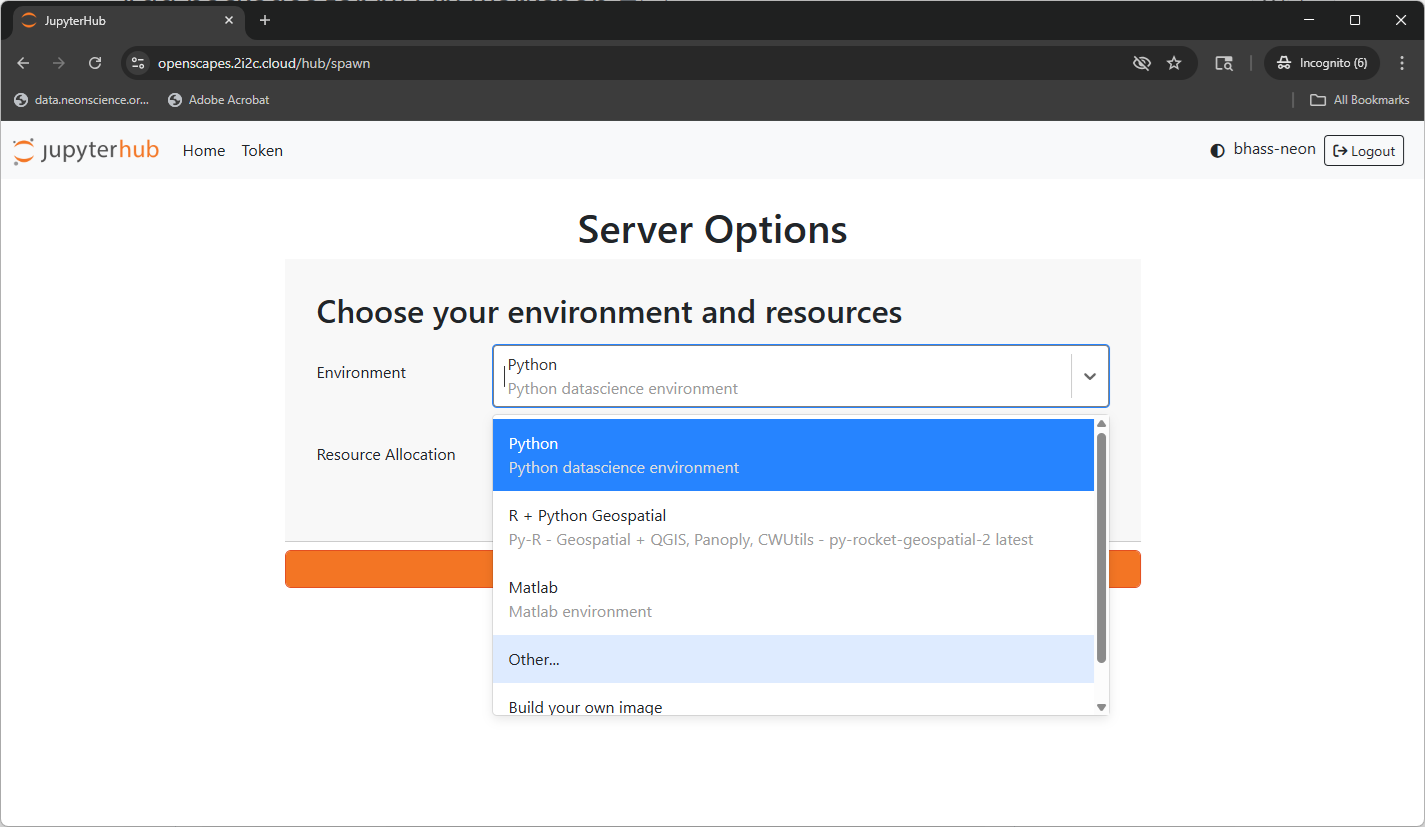 JupyterHub
openscapes.2i2c.cloud/hub/spawn
Incognito (6)
data.neonscience.or...
Adobe Acrobat
All Bookmarks
jupyterhub
Home
Token
bhass-neon
Logout
Server Options
Choose your environment and resources
Environment
Python
Python datascience environment
Resource Allocation
Python
Python datascience environment
R + Python Geospatial
Py-R - Geospatial + QGIS, Panoply, CWUtils - py-rocket-geospatial-2 latest
Matlab
Matlab environment
Other...
Build your own image